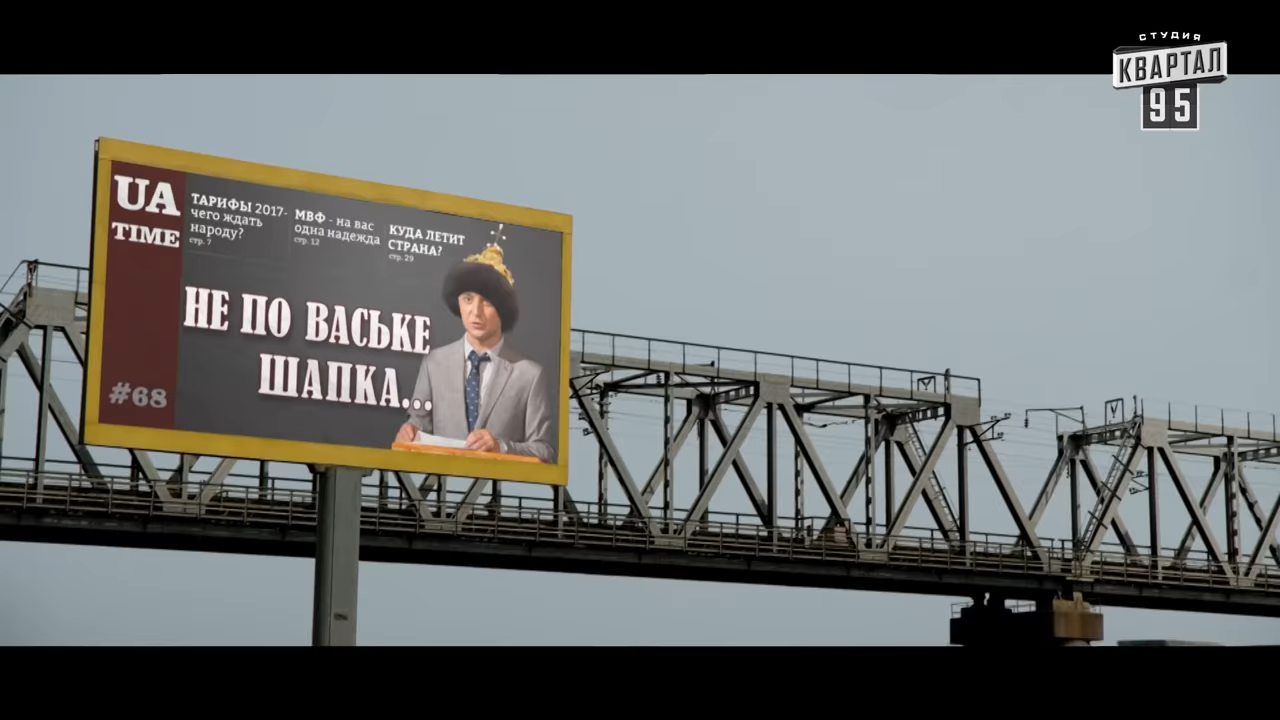 СТУДИЯ
КВАРТАЛ
95
UA
TIME
ТАРИФЫ 2017-
чего ждать
народу?
стр. 7
МВФ - на вас
одна надежда
стр. 12
КУДА ЛЕТИТ
СТРАНА?
стр. 29
НЕ ПО ВАСЬКЕ
ШАПКА...
#68